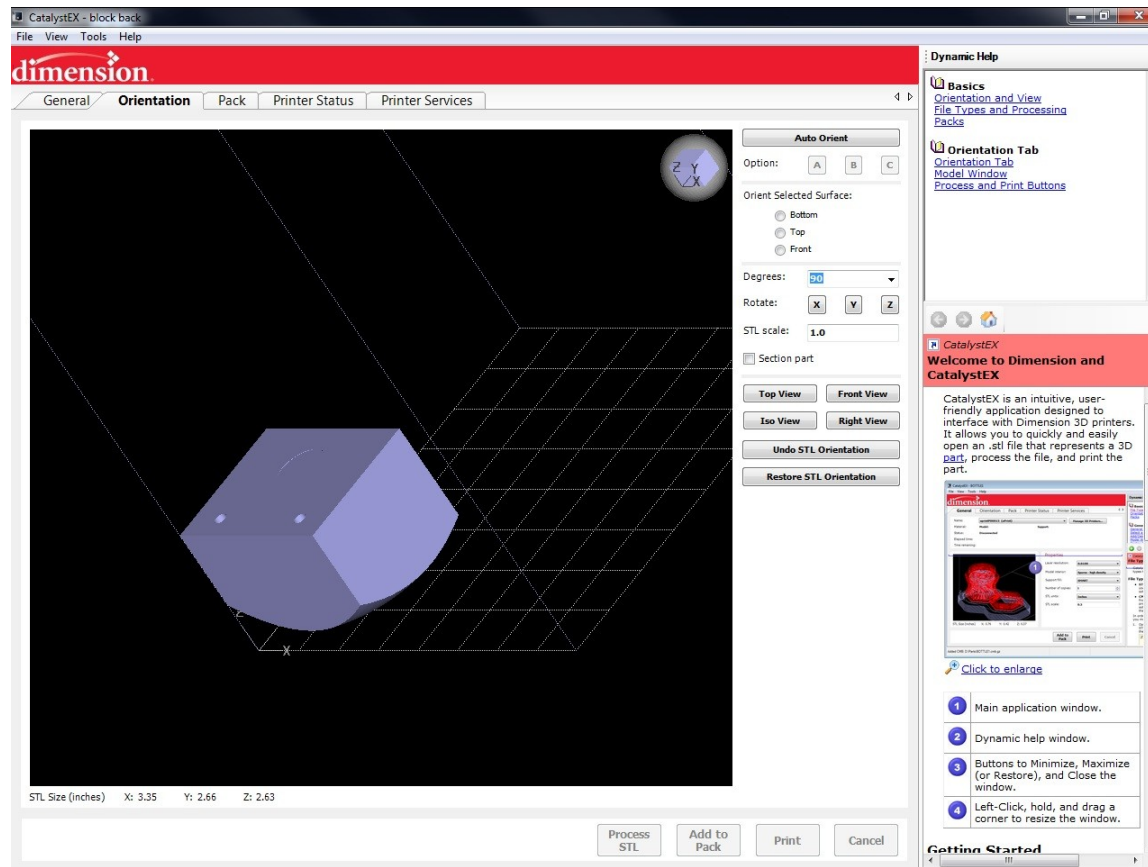 CatalystEX - block back
File View Tools Help
dimension
General Orientation Pack Printer Status Printer Services
Z Y
X
Z
X
STL Size (inches) X: 3.35 Y: 2.66 Z: 2.63
Auto Orient
Option: A B C
Orient Selected Surface:
Bottom
Top
Front
Degrees: 90
Rotate: X Y Z
STL scale: 1.0
Section part
Top View Front View
Iso View Right View
Undo STL Orientation
Restore STL Orientation
Process STL
Add to Pack
Print
Cancel
Dynamic Help
Basics
Orientation and View
File Types and Processing
Packs
Orientation Tab
Orientation Tab
Model Window
Process and Print Buttons
CatalystEX
Welcome to Dimension and
CatalystEX
CatalystEX is an intuitive, user-
friendly application designed to
interface with Dimension 3D printers.
It allows you to quickly and easily
open an .stl file that represents a 3D
part, process the file, and print the
part.
dimension
1
Add to Pack
Print
Click to enlarge
1 Main application window.
2 Dynamic help window.
3 Buttons to Minimize, Maximize
(or Restore), and Close the
window.
4 Left-Click, hold, and drag a
corner to resize the window.
Getting Started